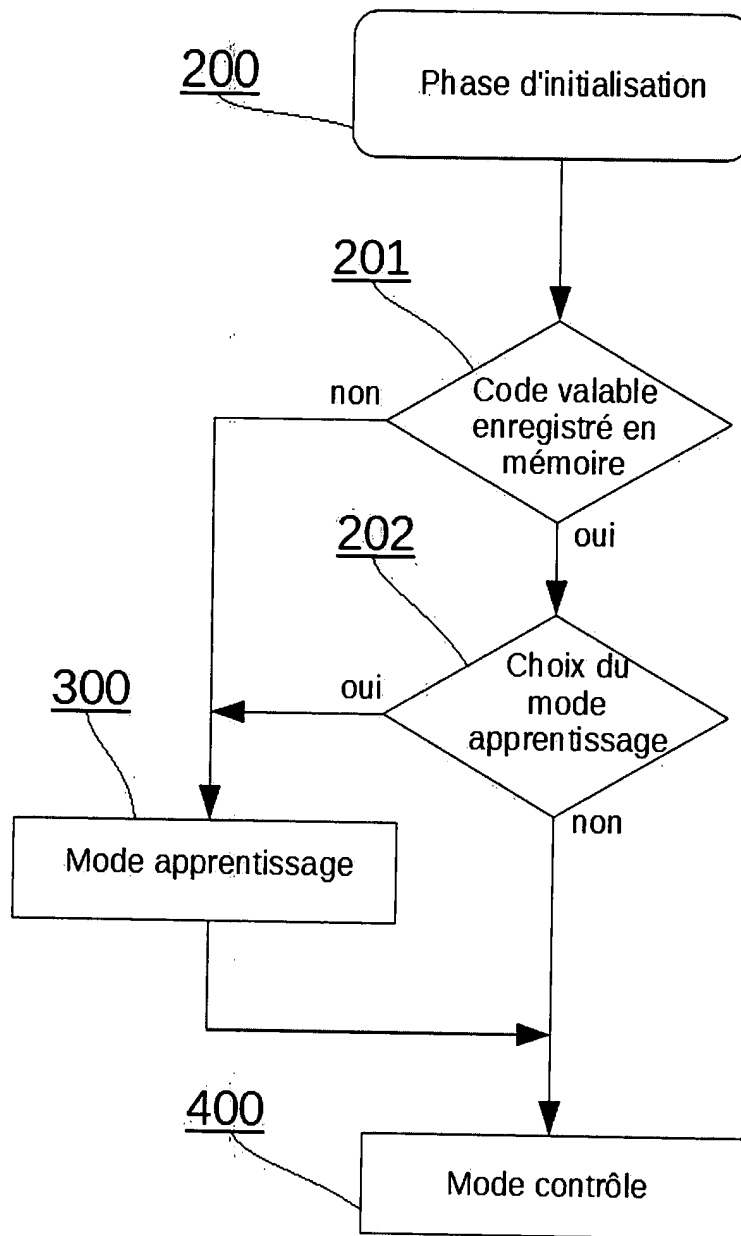 200
Phase d'initialisation
201
non
Code valable
enregistré en
mémoire
oui
202
Choix du
mode
apprentissage
oui
300
non
Mode apprentissage
400
Mode contrôle